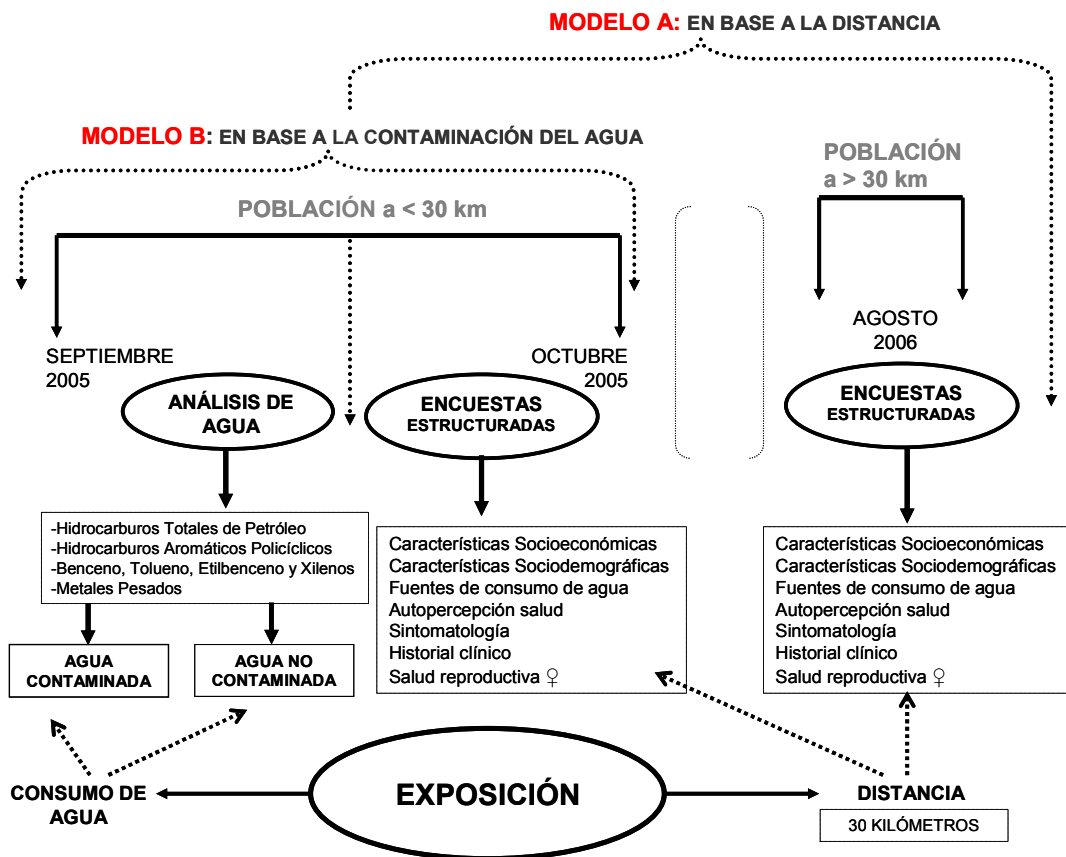 MODELO A: EN BASE A LA DISTANCIA
MODELO B: EN BASE A LA CONTAMINACIÓN DEL AGUA
POBLACIÓN
a > 30 km
POBLACIÓN a < 30 km
SEPTIEMBRE
2005
OCTUBRE
2005
AGOSTO
2006
ANÁLISIS DE
AGUA
ENCUESTAS
ESTRUCTURADAS
ENCUESTAS
ESTRUCTURADAS
-Hidrocarburos Totales de Petróleo
-Hidrocarburos Aromáticos Policíclicos
-Benceno, Tolueno, Etilbenceno y Xilenos
-Metales Pesados
Características Socioeconómicas
Características Sociodemográficas
Fuentes de consumo de agua
Autopercepción salud
Sintomatología
Historial clínico
Salud reproductiva ♀
Características Socioeconómicas
Características Sociodemográficas
Fuentes de consumo de agua
Autopercepción salud
Sintomatología
Historial clínico
Salud reproductiva ♀
AGUA
CONTAMINADA
AGUA NO
CONTAMINADA
CONSUMO DE
AGUA
EXPOSICIÓN
DISTANCIA
30 KILÓMETROS